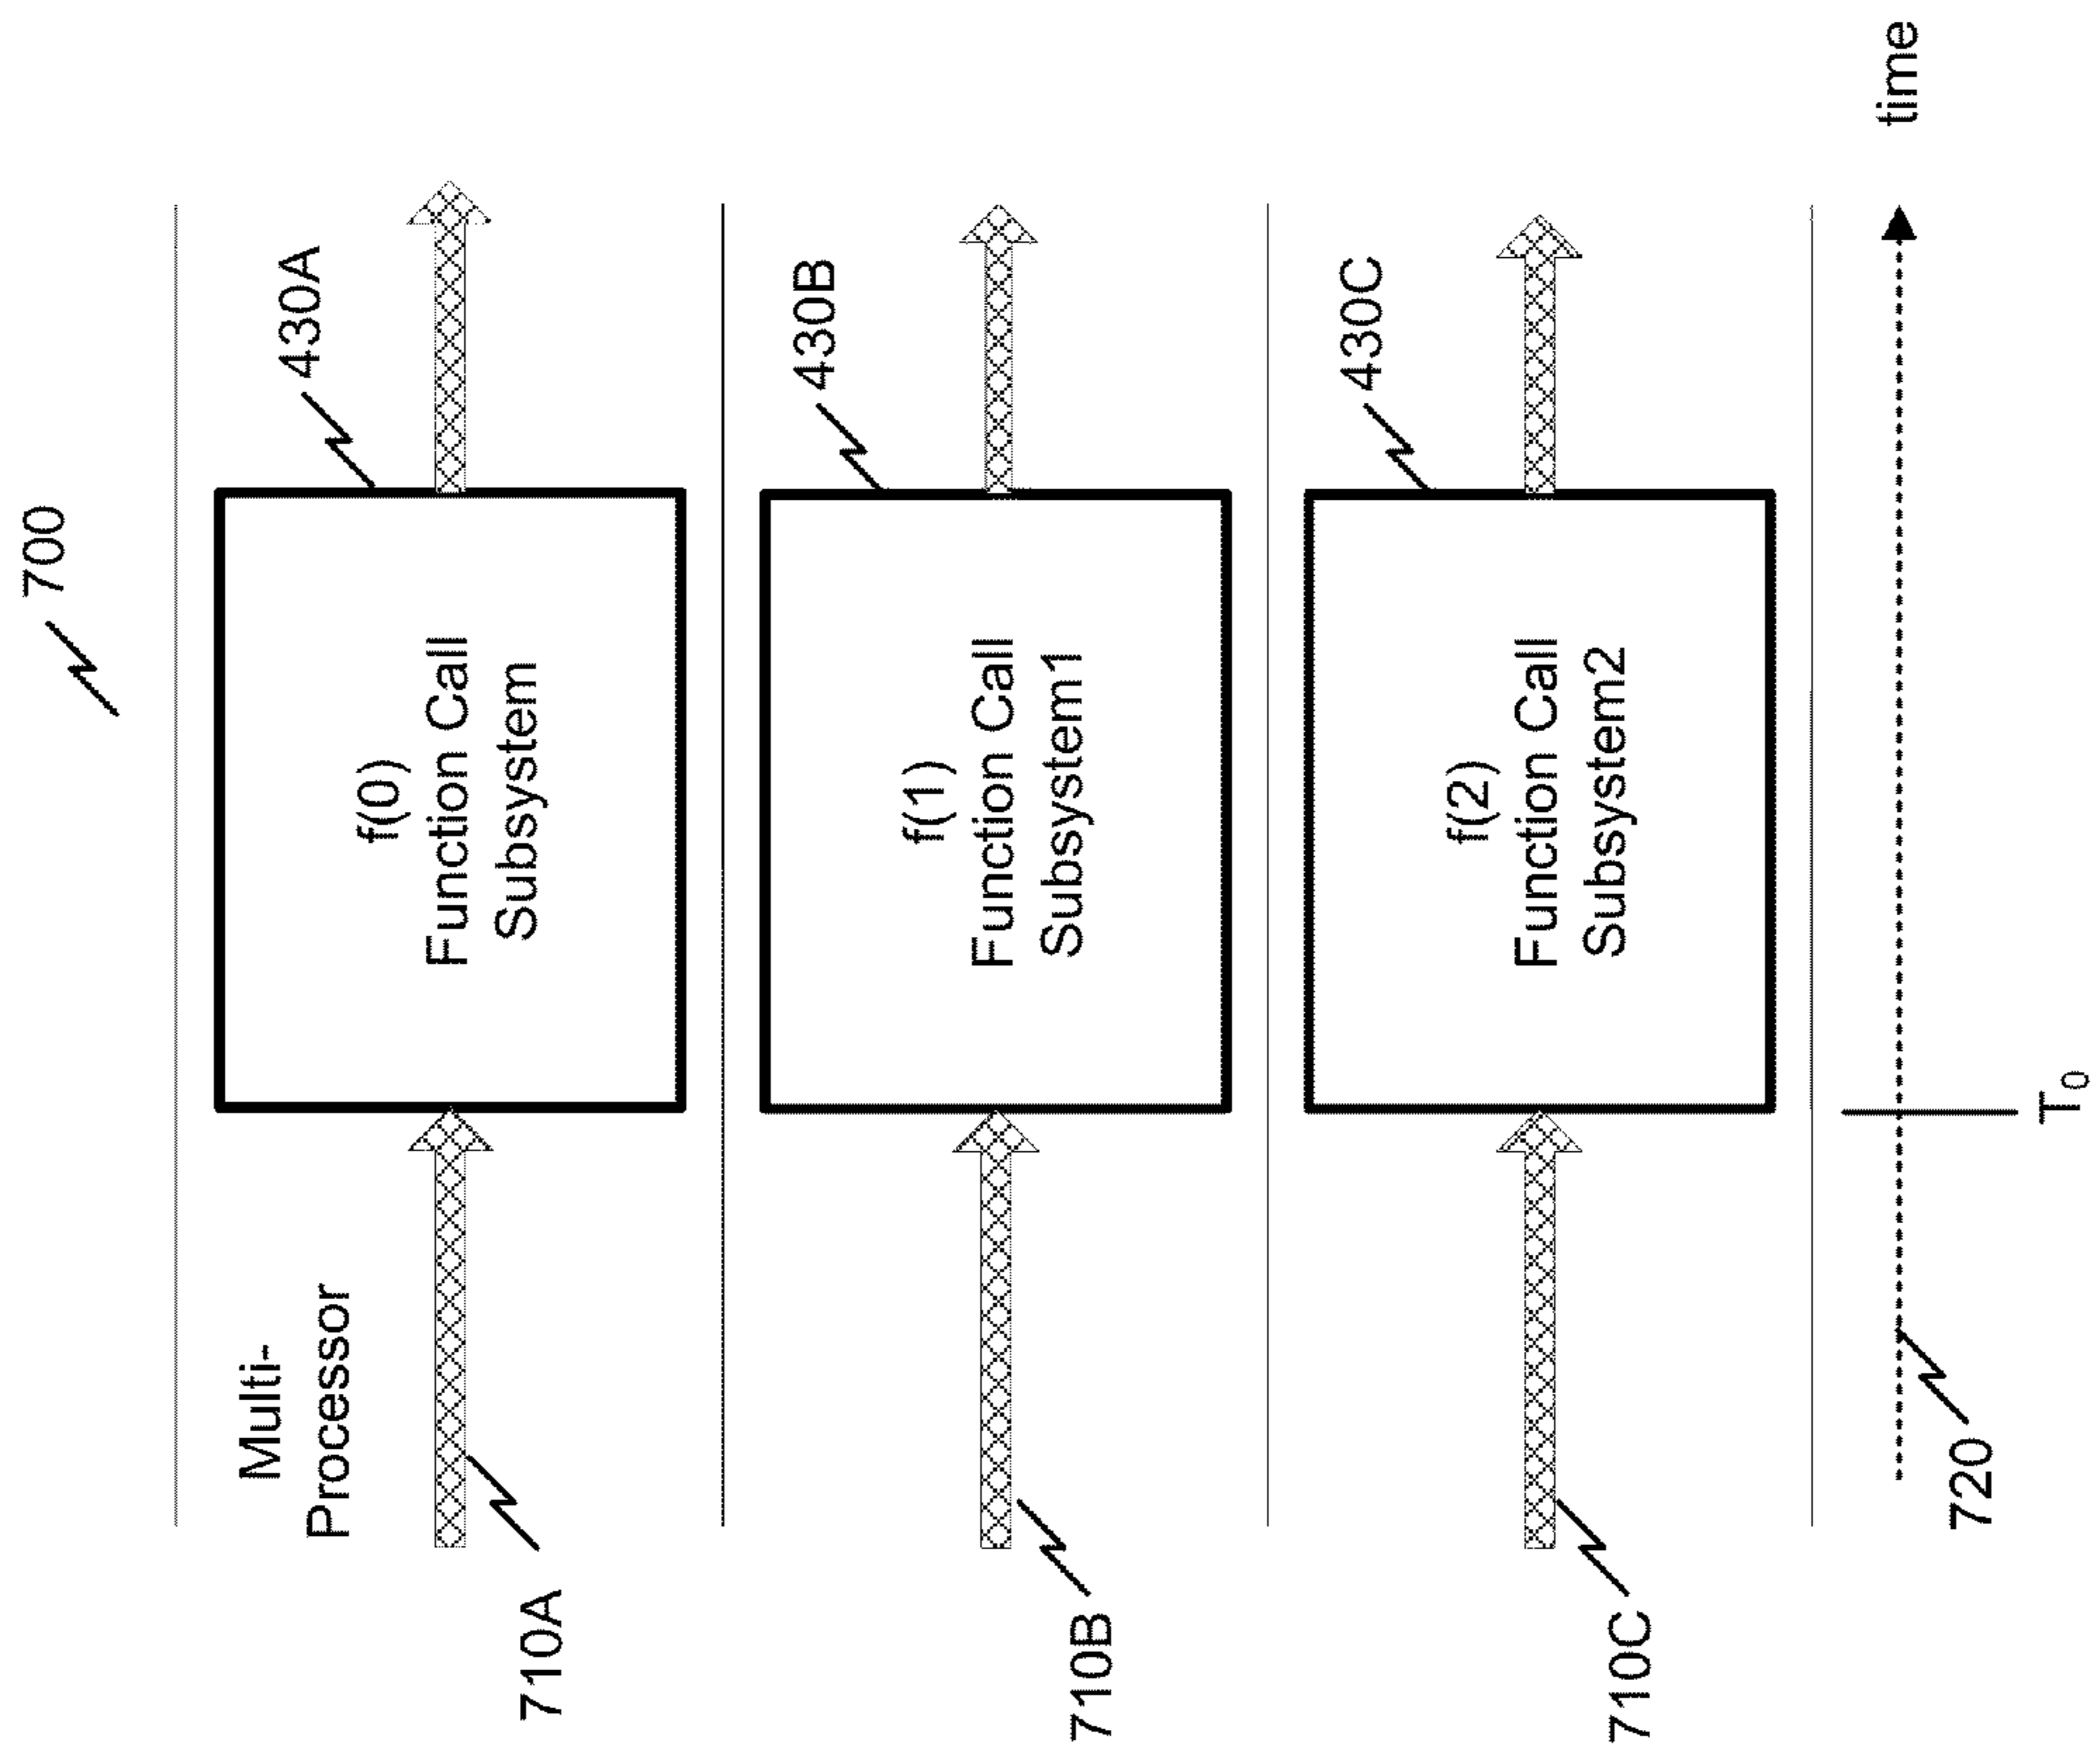 700
Multi-
Processor
710A
f(0)
Function Call
Subsystem
430A
710B
f(1)
Function Call
Subsystem1
430B
710C
f(2)
Function Call
Subsystem2
430C
720
T0
time